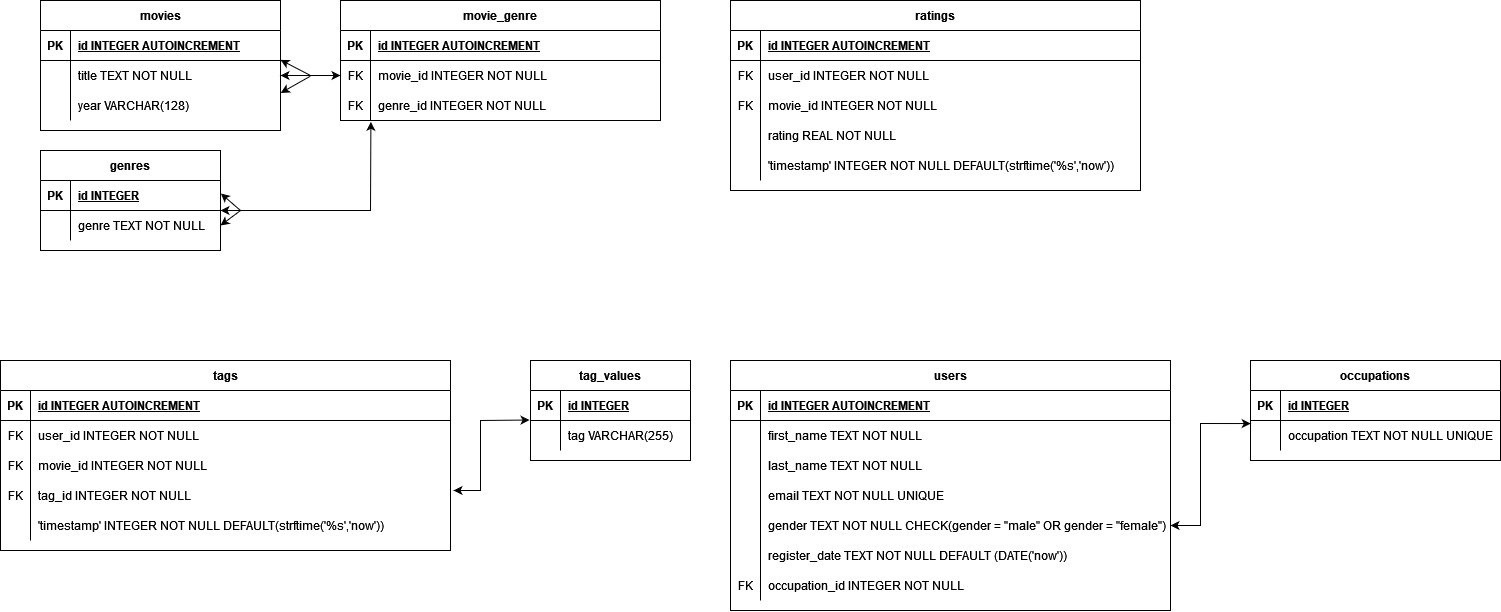 movies
PK id INTEGER AUTOINCREMENT
title TEXT NOT NULL
year VARCHAR(128)
movie_genre
PK id INTEGER AUTOINCREMENT
FK movie_id INTEGER NOT NULL
FK genre_id INTEGER NOT NULL
ratings
PK id INTEGER AUTOINCREMENT
FK user_id INTEGER NOT NULL
FK movie_id INTEGER NOT NULL
rating REAL NOT NULL
'timestamp' INTEGER NOT NULL DEFAULT(strftime('%s','now'))
genres
PK id INTEGER
genre TEXT NOT NULL
tags
PK id INTEGER AUTOINCREMENT
FK user_id INTEGER NOT NULL
FK movie_id INTEGER NOT NULL
FK tag_id INTEGER NOT NULL
'timestamp' INTEGER NOT NULL DEFAULT(strftime('%s','now'))
tag_values
PK id INTEGER
tag VARCHAR(255)
users
PK id INTEGER AUTOINCREMENT
first_name TEXT NOT NULL
last_name TEXT NOT NULL
email TEXT NOT NULL UNIQUE
gender TEXT NOT NULL CHECK(gender = "male" OR gender = "female")
register_date TEXT NOT NULL DEFAULT (DATE('now'))
FK occupation_id INTEGER NOT NULL
occupations
PK id INTEGER
occupation TEXT NOT NULL UNIQUE